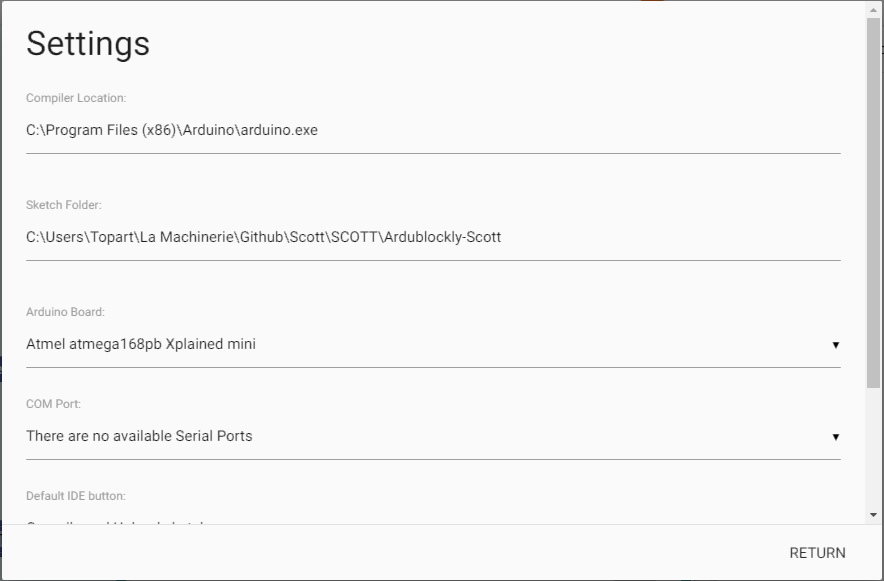 Settings
Compiler Location:
C:\Program Files (x86)\Arduino\arduino.exe
Sketch Folder:
C:\Users\Topart\La Machinerie\Github\Scott\SCOTT\Ardublockly-Scott
Arduino Board:
Atmel atmega168pb Xplained mini
COM Port:
There are no available Serial Ports
Default IDE button:
RETURN